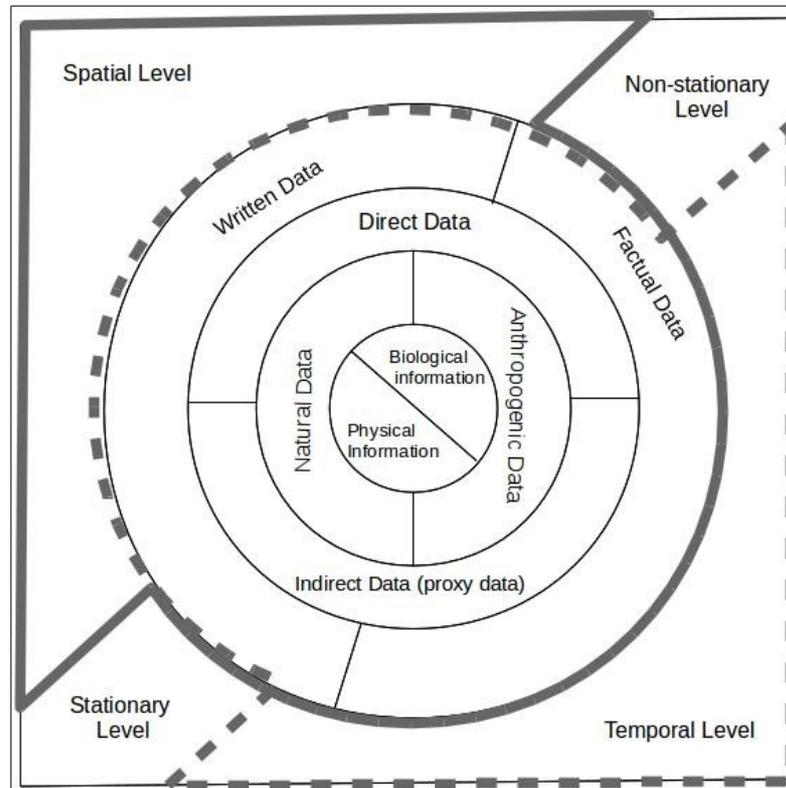 Spatial Level
Non-stationary
Level
Written Data
Direct Data
Factual Data
Natural Data
Anthropogenic Data
Biological
information
Physical
Information
Indirect Data (proxy data)
Stationary
Level
Temporal Level